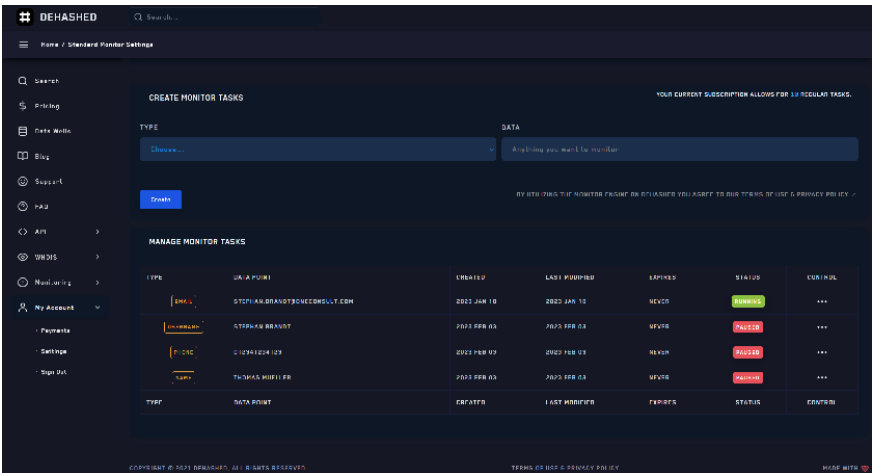 DEHASHED
Search...
Home / Standard Monitor Settings
Search
Pricing
Data Wells
Blog
Support
FAQ
API
WHOIS
Monitoring
My Account
Payments
Settings
Sign Out
CREATE MONITOR TASKS
YOUR CURRENT SUBSCRIPTION ALLOWS FOR 10 REGULAR TASKS.
TYPE DATA
Choose... Anything you want to monitor
Create
BY UTILIZING THE MONITOR ENGINE ON DEHASHED YOU AGREE TO OUR TERMS OF USE & PRIVACY POLICY
MANAGE MONITOR TASKS
TYPE DATA POINT CREATED LAST MODIFIED EXPIRES STATUS CONTROL
EMAIL STEPHAN.BRANDT@ONECONSULT.COM 2023 JAN 10 2023 JAN 10 NEVER RUNNING
USERNAME STEPHAN BRANDT 2023 FEB 03 2023 FEB 03 NEVER PAUSED
PHONE 2023 FEB 03 2023 FEB 03 NEVER PAUSED
NAME THOMAS MUELLER 2023 FEB 03 2023 FEB 03 NEVER PAUSED
TYPE DATA POINT CREATED LAST MODIFIED EXPIRES STATUS CONTROL
COPYRIGHT © 2021 DEHASHED, ALL RIGHTS RESERVED TERMS OF USE & PRIVACY POLICY MADE WITH